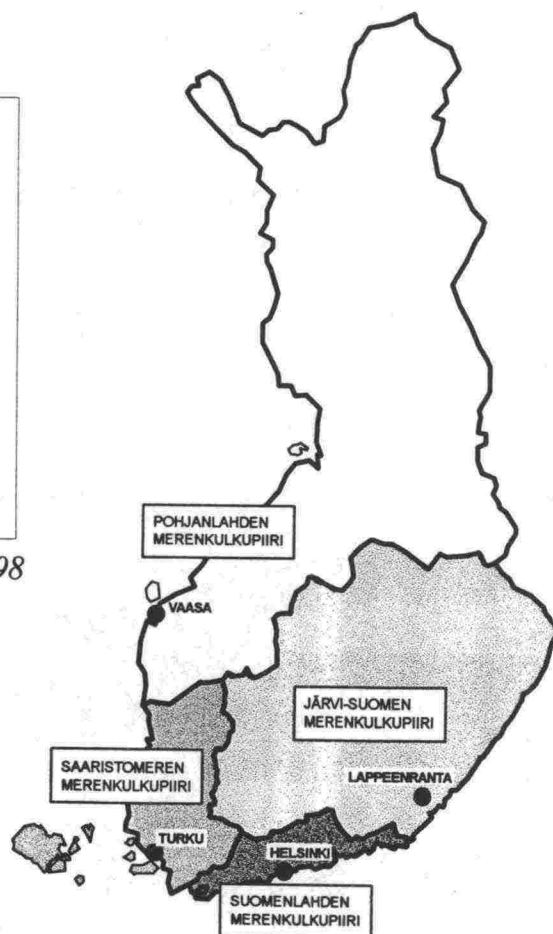 98
POHJANLAHDEN
MERENKULKUPIIRI
VAASA
JÄRVI-SUOMEN
MERENKULKUPIIRI
SAARISTOMEREN
MERENKULKUPIIRI
LAPPEENRANTA
TURKU
HELSINKI
SUOMENLAHDEN
MERENKULKUPIIRI